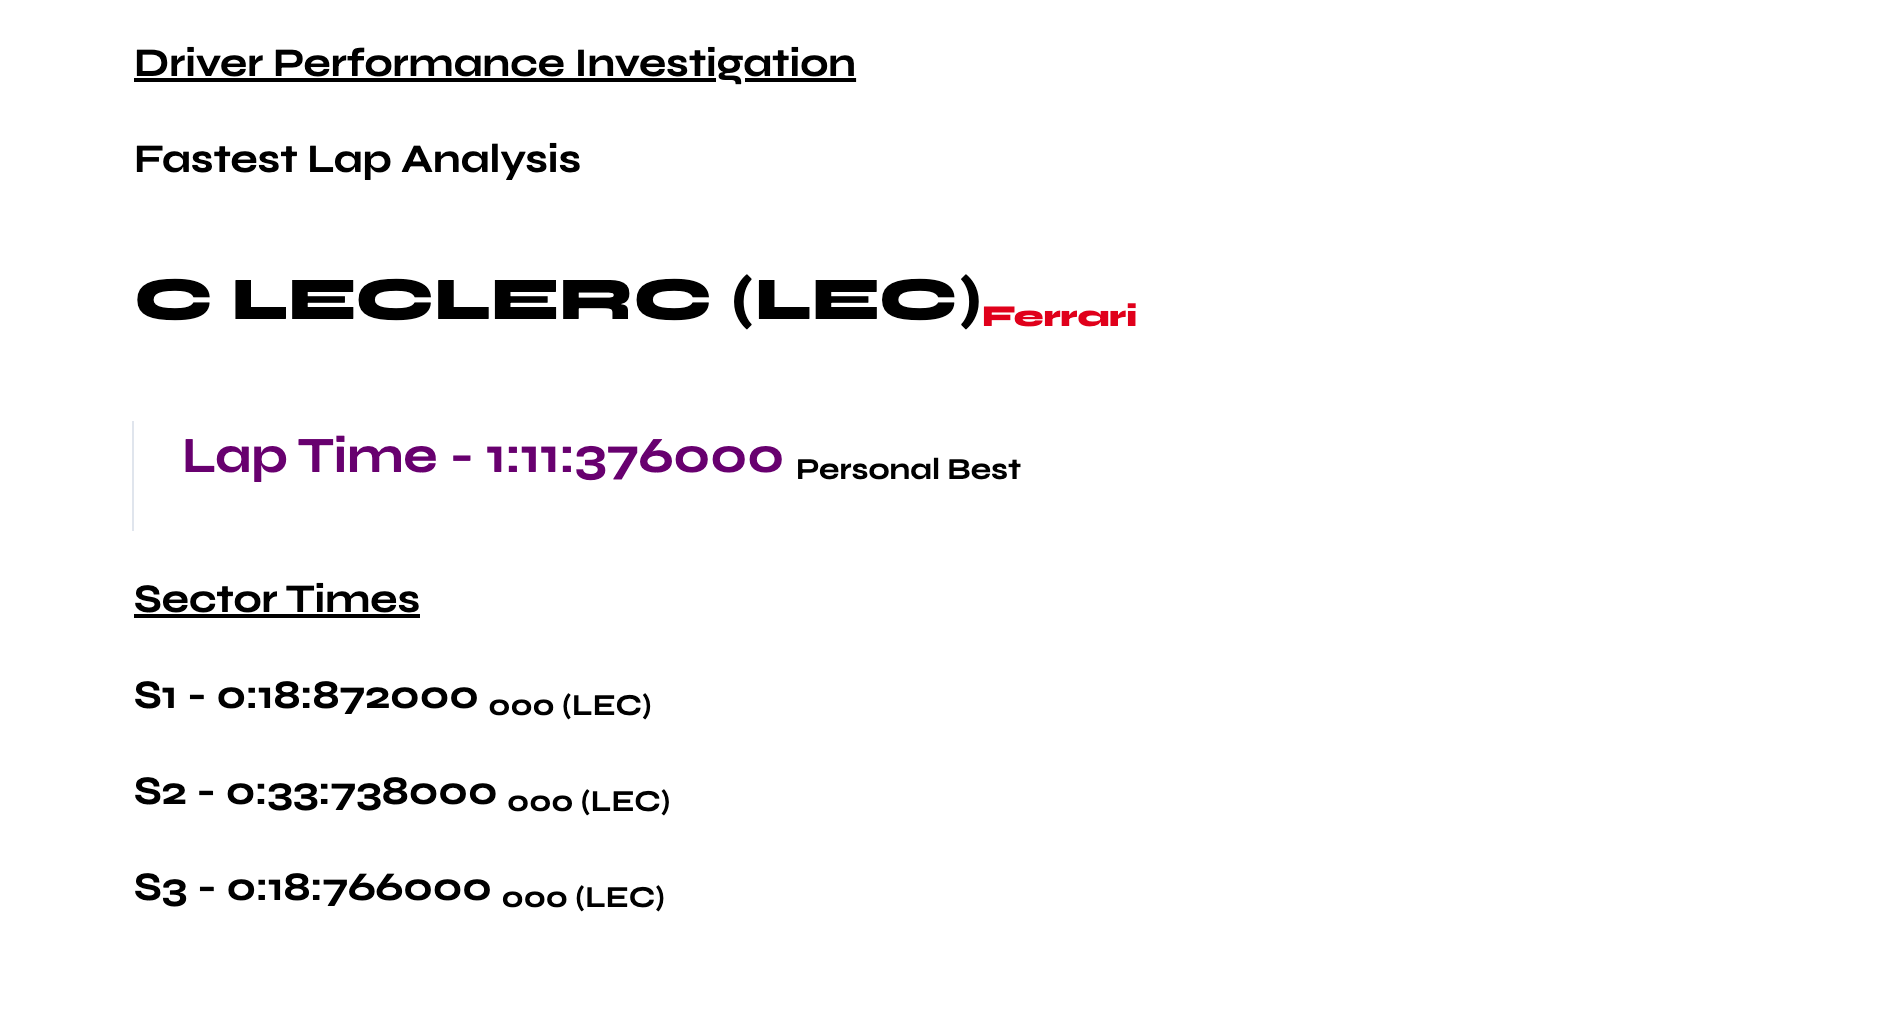 Driver Performance Investigation
Fastest Lap Analysis
C LECLERC (LEC)Ferrari
Lap Time - 1:11:376000 Personal Best
Sector Times
S1 - 0:18:872000 000 (LEC)
S2 - 0:33:738000 000 (LEC)
S3 - 0:18:766000 000 (LEC)